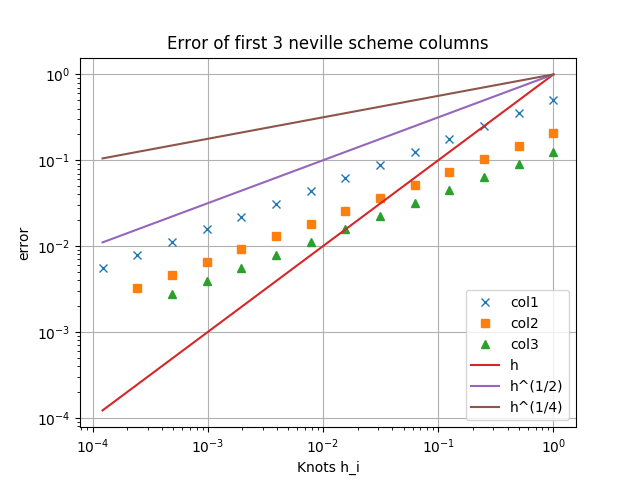 Error of first 3 neville scheme columns
10^0
10^-1
10^-2
10^-3
10^-4
error
col1
col2
col3
h
h^(1/2)
h^(1/4)
10^-4
10^-3
10^-2
10^-1
10^0
Knots h_i